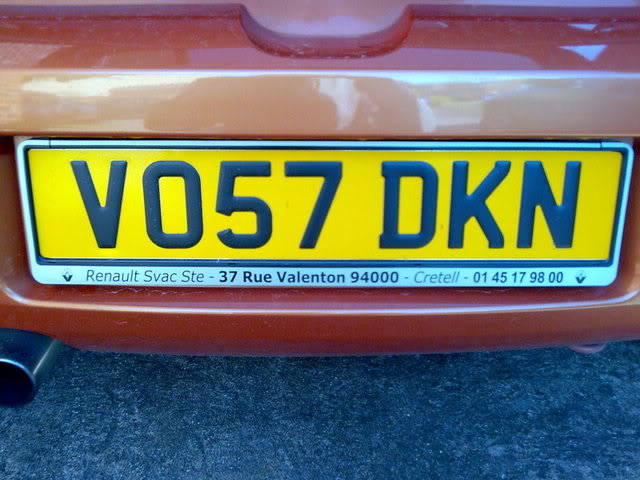 VO57 DKN
Renault Svac Ste - 37 Rue Valenton 94000 - Cretell - 01 45 17 98 00